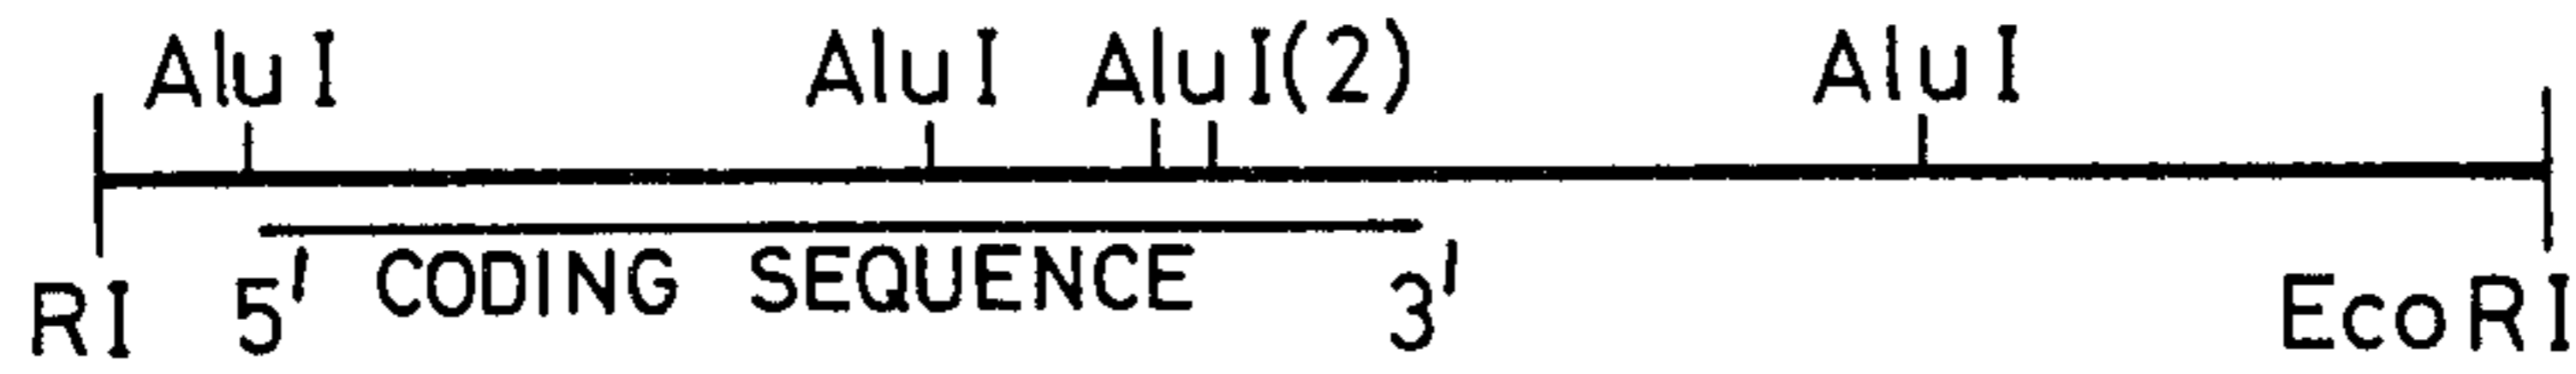 AluI AluI AluI(2) AluI
5' CODING SEQUENCE 3'
RI EcoRI